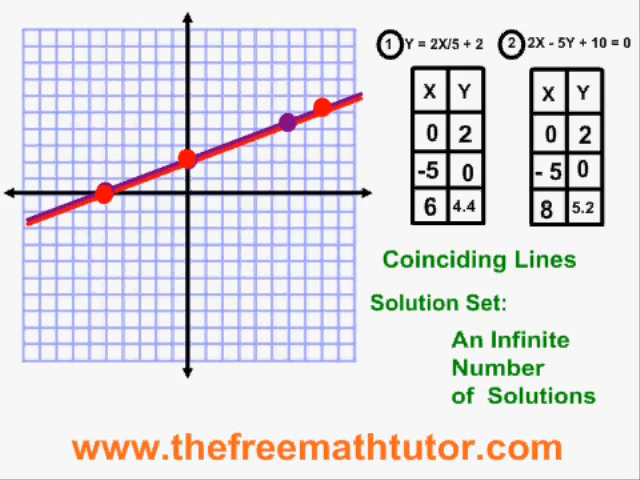 1 Y = 2X/5 + 2
2 2X - 5Y + 10 = 0
X Y
0 2
-5 0
6 4.4
X Y
0 2
- 5 0
8 5.2
Coinciding Lines
Solution Set:
An Infinite
Number
of Solutions
www.thefreemathtutor.com